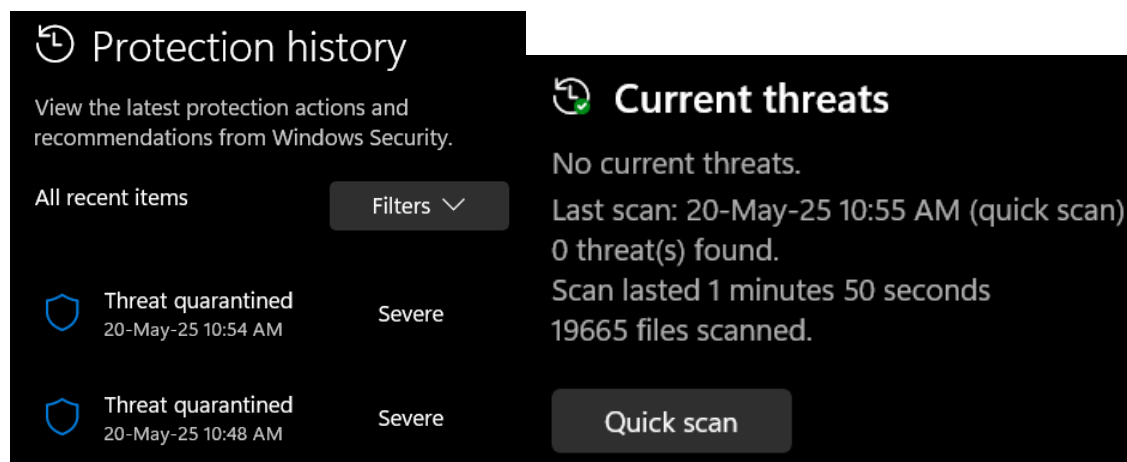 Protection history
View the latest protection actions and
recommendations from Windows Security.
All recent items
Filters
Threat quarantined
20-May-25 10:54 AM
Severe
Threat quarantined
20-May-25 10:48 AM
Severe
Current threats
No current threats.
Last scan: 20-May-25 10:55 AM (quick scan)
0 threat(s) found.
Scan lasted 1 minutes 50 seconds
19665 files scanned.
Quick scan